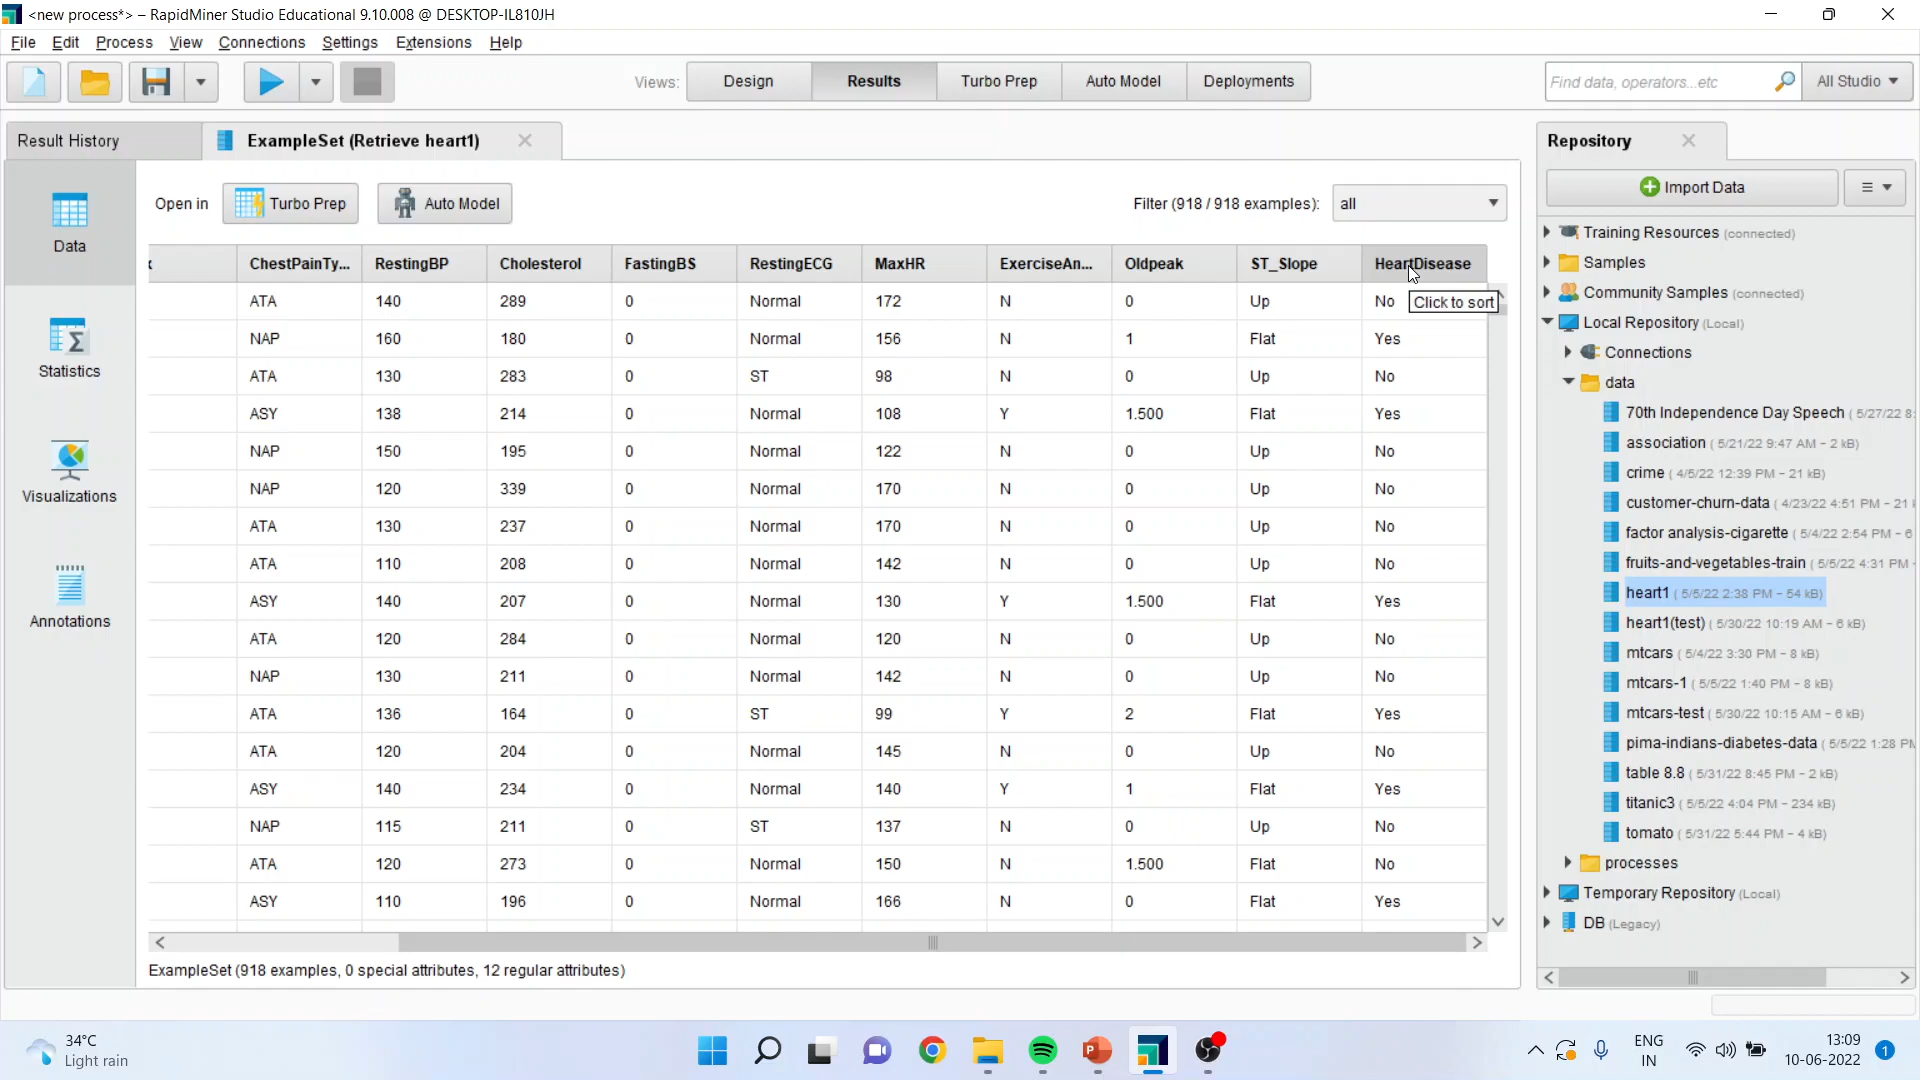 <new process*> – RapidMiner Studio Educational 9.10.008 @ DESKTOP-IL810JH
File Edit Process View Connections Settings Extensions Help
Views: Design Results Turbo Prep Auto Model Deployments Find data, operators...etc All Studio
Result History ExampleSet (Retrieve heart1) Repository
Open in Turbo Prep Auto Model Filter (918 / 918 examples): all Import Data
ChestPainTy... RestingBP Cholesterol FastingBS RestingECG MaxHR ExerciseAn... Oldpeak ST_Slope HeartDisease
Click to sort
ATA 140 289 0 Normal 172 N 0 Up No
NAP 160 180 0 Normal 156 N 1 Flat Yes
ATA 130 283 0 ST 98 N 0 Up No
ASY 138 214 0 Normal 108 Y 1.500 Flat Yes
NAP 150 195 0 Normal 122 N 0 Up No
NAP 120 339 0 Normal 170 N 0 Up No
ATA 130 237 0 Normal 170 N 0 Up No
ATA 110 208 0 Normal 142 N 0 Up No
ASY 140 207 0 Normal 130 Y 1.500 Flat Yes
ATA 120 284 0 Normal 120 N 0 Up No
NAP 130 211 0 Normal 142 N 0 Up No
ATA 136 164 0 ST 99 Y 2 Flat Yes
ATA 120 204 0 Normal 145 N 0 Up No
ASY 140 234 0 Normal 140 Y 1 Flat Yes
NAP 115 211 0 ST 137 N 0 Up No
ATA 120 273 0 Normal 150 N 1.500 Flat No
ASY 110 196 0 Normal 166 N 0 Flat Yes
ExampleSet (918 examples, 0 special attributes, 12 regular attributes)
Data
Statistics
Visualizations
Annotations
Training Resources (connected)
Samples
Community Samples (connected)
Local Repository (Local)
Connections
data
70th Independence Day Speech ( 5/27/22 8:
association ( 5/21/22 9:47 AM – 2 kB)
crime ( 4/5/22 12:39 PM – 21 kB)
customer-churn-data ( 4/23/22 4:51 PM – 21
factor analysis-cigarette ( 5/4/22 2:54 PM – 6
fruits-and-vegetables-train ( 5/5/22 4:31 PM -
heart1 ( 5/5/22 2:38 PM – 54 kB)
heart1(test) ( 5/30/22 10:19 AM – 6 kB)
mtcars ( 5/4/22 3:30 PM – 8 kB)
mtcars-1 ( 5/5/22 1:40 PM – 8 kB)
mtcars-test ( 5/30/22 10:15 AM – 6 kB)
pima-indians-diabetes-data ( 5/5/22 1:28 PM
table 8.8 ( 5/31/22 8:45 PM – 2 kB)
titanic3 ( 5/5/22 4:04 PM – 234 kB)
tomato ( 5/31/22 5:44 PM – 4 kB)
processes
Temporary Repository (Local)
DB (Legacy)
34°C
Light rain
ENG
IN
13:09
10-06-2022
1